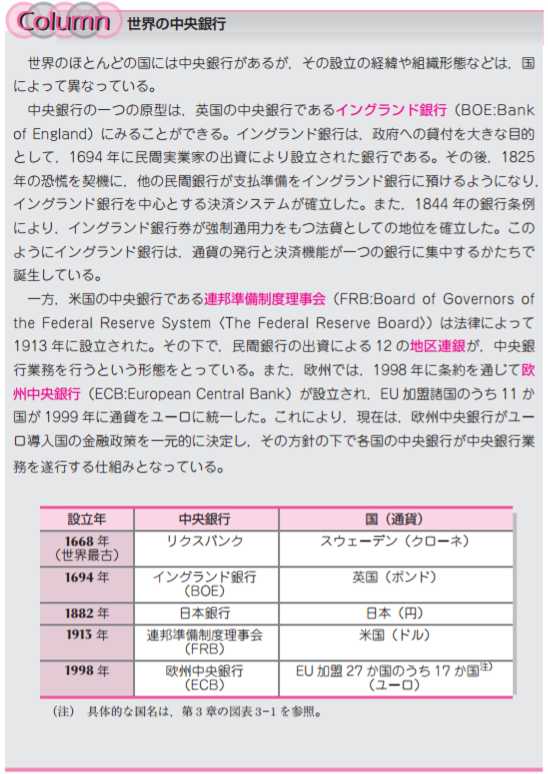 Column 世界の中央銀行
世界のほとんどの国には中央銀行があるが，その設立の経緯や組織形態などは，国
によって異なっている。
中央銀行の一つの原型は，英国の中央銀行であるイングランド銀行（BOE:Bank
of England）にみることができる。イングランド銀行は，政府への貸付を大きな目的
として，1694 年に民間実業家の出資により設立された銀行である。その後，1825
年の恐慌を契機に，他の民間銀行が支払準備をイングランド銀行に預けるようになり，
イングランド銀行を中心とする決済システムが確立した。また，1844 年の銀行条例
により，イングランド銀行券が強制通用力をもつ法貨としての地位を確立した。この
ようにイングランド銀行は，通貨の発行と決済機能が一つの銀行に集中するかたちで
誕生している。
一方，米国の中央銀行である連邦準備制度理事会（FRB:Board of Governors of
the Federal Reserve System〈The Federal Reserve Board〉）は法律によって
1913 年に設立された。その下で，民間銀行の出資による 12 の地区連銀が，中央銀
行業務を行うという形態をとっている。また，欧州では，1998 年に条約を通じて欧
州中央銀行（ECB:European Central Bank）が設立され，EU 加盟諸国のうち 11 か
国が 1999 年に通貨をユーロに統一した。これにより，現在は，欧州中央銀行がユー
ロ導入国の金融政策を一元的に決定し，その方針の下で各国の中央銀行が中央銀行業
務を遂行する仕組みとなっている。
設立年 中央銀行 国（通貨）
1668 年 リクスバンク スウェーデン（クローネ）
（世界最古）
1694 年 イングランド銀行 英国（ポンド）
（BOE）
1882 年 日本銀行 日本（円）
1913 年 連邦準備制度理事会 米国（ドル）
（FRB）
1998 年 欧州中央銀行 EU 加盟 27 か国のうち 17 か国注）
（ECB） （ユーロ）
（注） 具体的な国名は，第 3 章の図表 3-1 を参照。